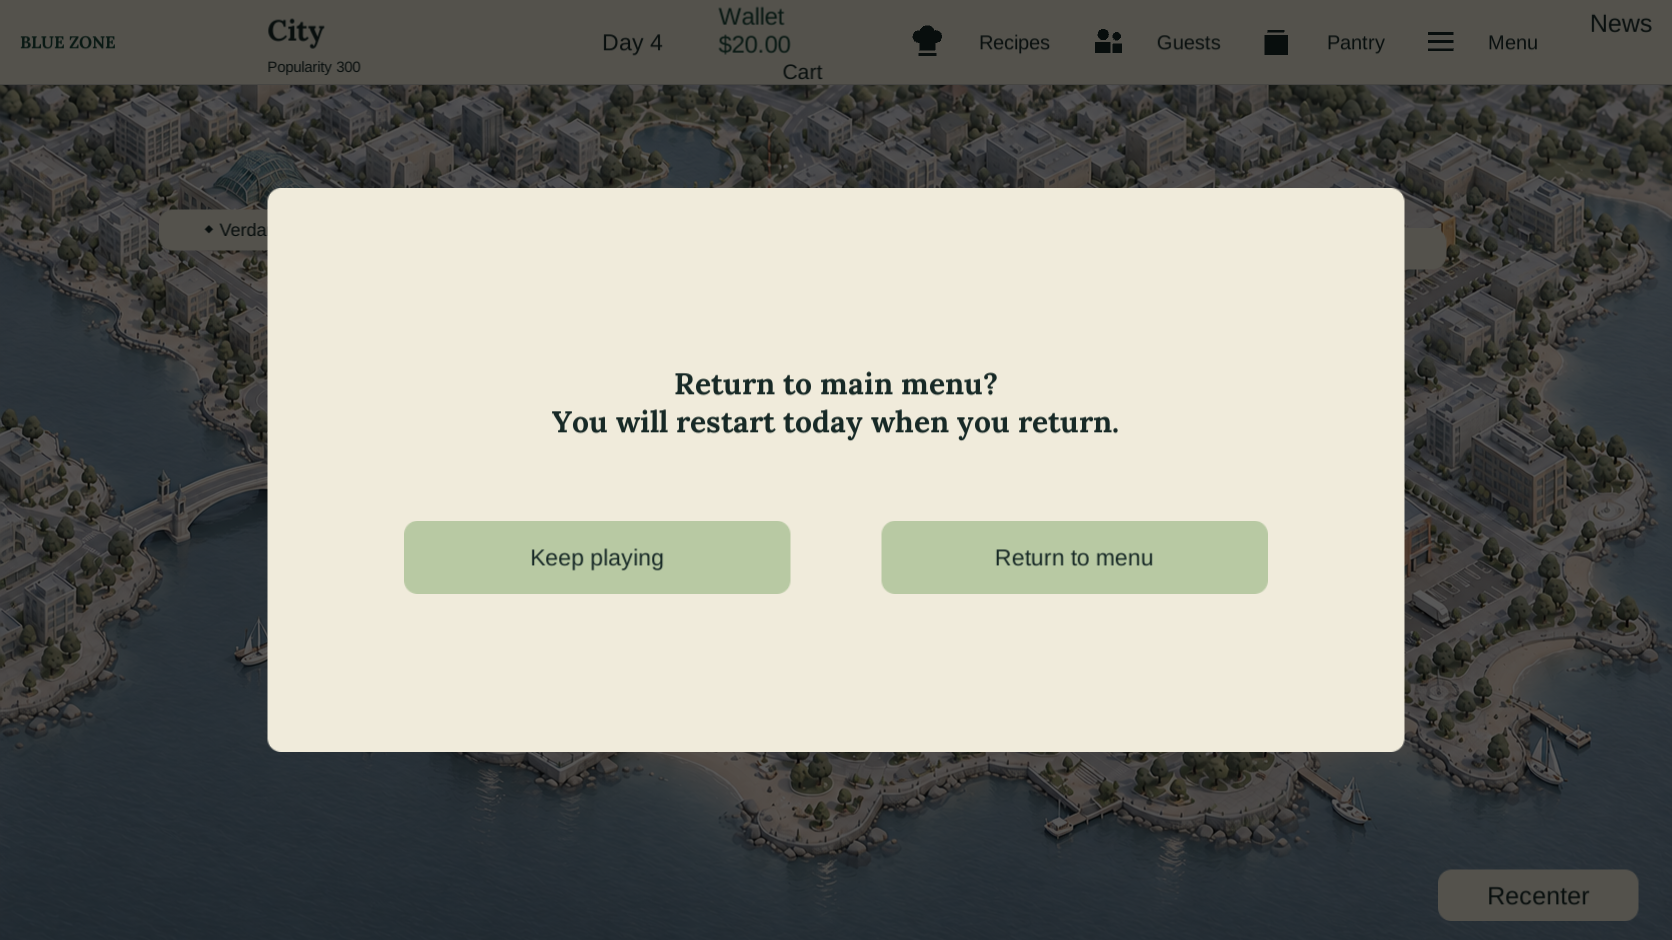 BLUE ZONE
City
Popularity 300
Day 4
Wallet
$20.00
Cart
Recipes
Guests
Pantry
Menu
News
Return to main menu?
You will restart today when you return.
Keep playing
Return to menu
Recenter